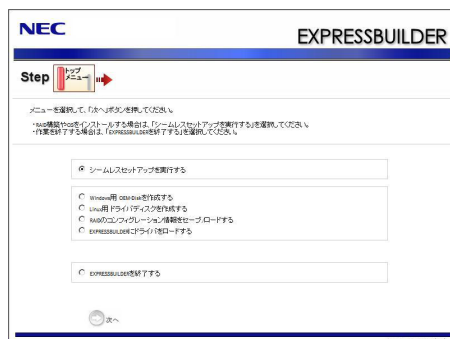 NEC
EXPRESSBUILDER
Step
トップ
メニュー
メニューを選択して、「次へ」ボタンを押してください。
・RAID構築やOSをインストールする場合は、「シームレスセットアップを実行する」を選択してください。
・作業を終了する場合は、「EXPRESSBUILDERを終了する」を選択してください。
シームレスセットアップを実行する
Windows用 OEM-Diskを作成する
Linux用 ドライバディスクを作成する
RAIDのコンフィグレーション情報をセーブ、ロードする
EXPRESSBUILDERにドライバをロードする
EXPRESSBUILDERを終了する
次へ